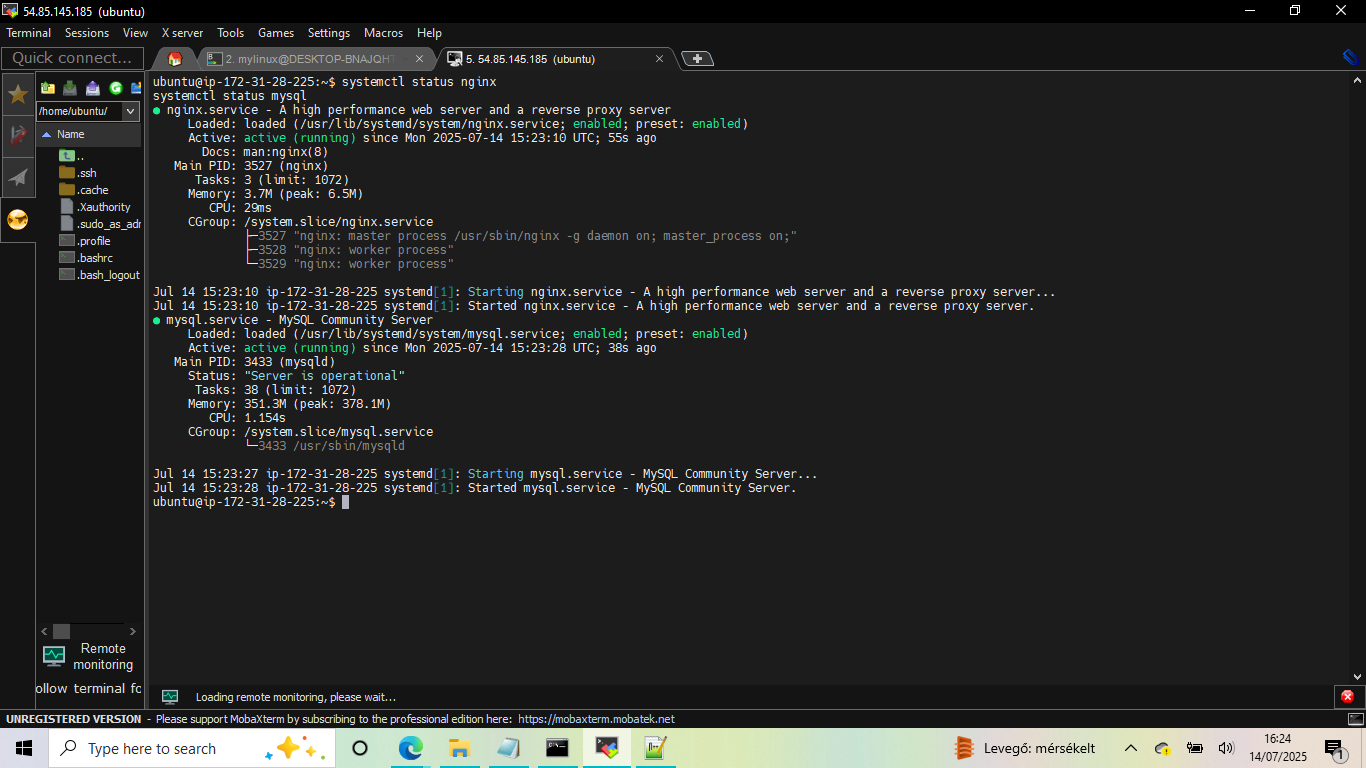 54.85.145.185 (ubuntu)
Terminal Sessions View X server Tools Games Settings Macros Help
Quick connect...
2. mylinux@DESKTOP-BNAJQHT
5. 54.85.145.185 (ubuntu)
/home/ubuntu/
Name
..
.ssh
.cache
.Xauthority
.sudo_as_adr
.profile
.bashrc
.bash_logout
Remote
monitoring
ollow terminal fo
ubuntu@ip-172-31-28-225:~$ systemctl status nginx
systemctl status mysql
● nginx.service - A high performance web server and a reverse proxy server
Loaded: loaded (/usr/lib/systemd/system/nginx.service; enabled; preset: enabled)
Active: active (running) since Mon 2025-07-14 15:23:10 UTC; 55s ago
Docs: man:nginx(8)
Main PID: 3527 (nginx)
Tasks: 3 (limit: 1072)
Memory: 3.7M (peak: 6.5M)
CPU: 29ms
CGroup: /system.slice/nginx.service
├─3527 "nginx: master process /usr/sbin/nginx -g daemon on; master_process on;"
├─3528 "nginx: worker process"
└─3529 "nginx: worker process"
Jul 14 15:23:10 ip-172-31-28-225 systemd[1]: Starting nginx.service - A high performance web server and a reverse proxy server...
Jul 14 15:23:10 ip-172-31-28-225 systemd[1]: Started nginx.service - A high performance web server and a reverse proxy server.
● mysql.service - MySQL Community Server
Loaded: loaded (/usr/lib/systemd/system/mysql.service; enabled; preset: enabled)
Active: active (running) since Mon 2025-07-14 15:23:28 UTC; 38s ago
Main PID: 3433 (mysqld)
Status: "Server is operational"
Tasks: 38 (limit: 1072)
Memory: 351.3M (peak: 378.1M)
CPU: 1.154s
CGroup: /system.slice/mysql.service
└─3433 /usr/sbin/mysqld
Jul 14 15:23:27 ip-172-31-28-225 systemd[1]: Starting mysql.service - MySQL Community Server...
Jul 14 15:23:28 ip-172-31-28-225 systemd[1]: Started mysql.service - MySQL Community Server.
ubuntu@ip-172-31-28-225:~$
Loading remote monitoring, please wait...
UNREGISTERED VERSION - Please support MobaXterm by subscribing to the professional edition here: https://mobaxterm.mobatek.net
Type here to search
Levegő: mérsékelt
16:24
14/07/2025
1